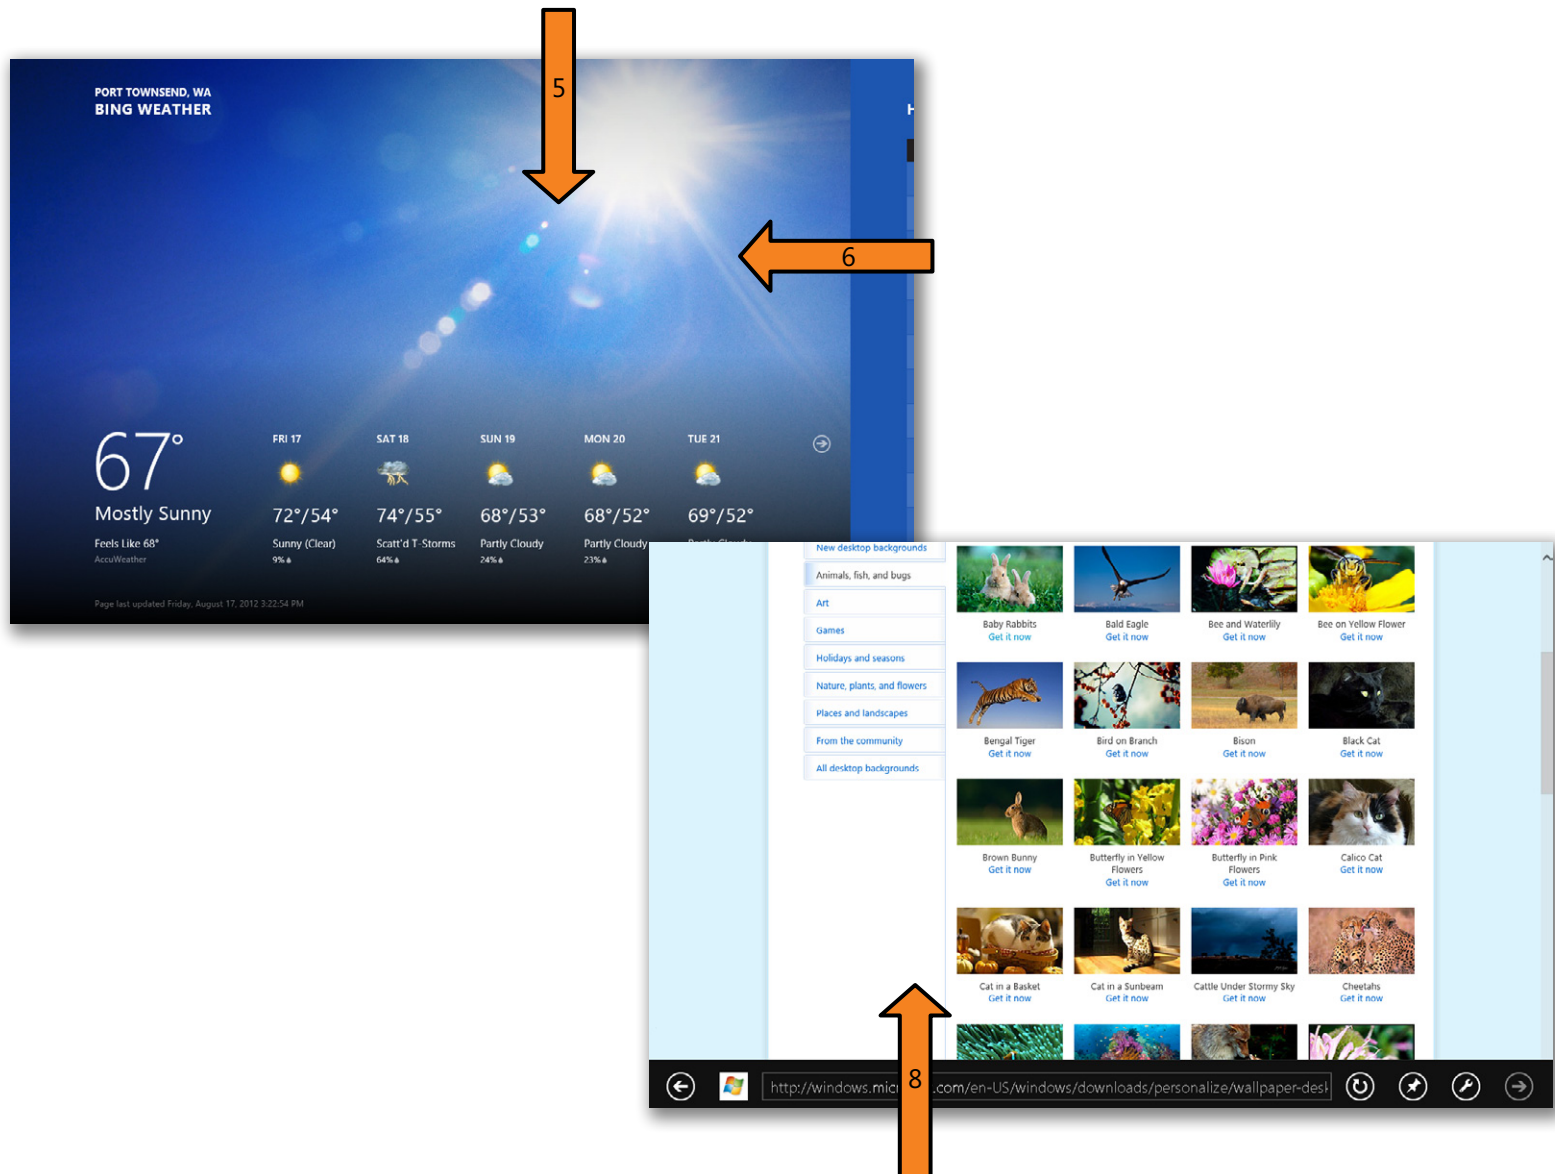 5
PORT TOWNSEND, WA
BING WEATHER
H
6
67°
Mostly Sunny
Feels Like 68°
AccuWeather
FRI 17 SAT 18 SUN 19 MON 20 TUE 21
72°/54° 74°/55° 68°/53° 68°/52° 69°/52°
Sunny (Clear) Scatt'd T-Storms Partly Cloudy Partly Cloudy Partly Cloudy
9% 64% 24% 23%
Page last updated Friday, August 17, 2012 3:22:54 PM
New desktop backgrounds
Animals, fish, and bugs
Art
Games
Holidays and seasons
Nature, plants, and flowers
Places and landscapes
From the community
All desktop backgrounds
Baby Rabbits Bald Eagle Bee and Waterlily Bee on Yellow Flower
Get it now Get it now Get it now Get it now
Bengal Tiger Bird on Branch Bison Black Cat
Get it now Get it now Get it now Get it now
Brown Bunny Butterfly in Yellow Butterfly in Pink Calico Cat
Get it now Flowers Flowers Get it now
Get it now Get it now
Cat in a Basket Cat in a Sunbeam Cattle Under Stormy Sky Cheetahs
Get it now Get it now Get it now Get it now
8
http://windows.mic .com/en-US/windows/downloads/personalize/wallpaper-desk